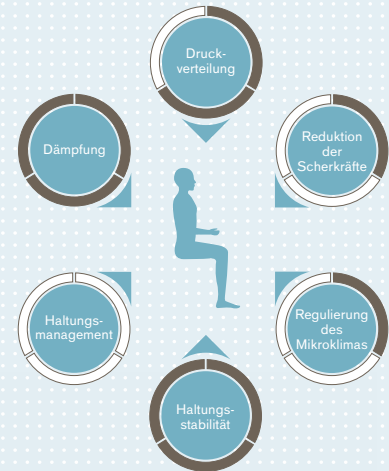 Druck-
verteilung
Dämpfung
Reduktion
der
Scherkräfte
Haltungs-
management
Regulierung
des
Mikroklimas
Haltungs-
stabilität